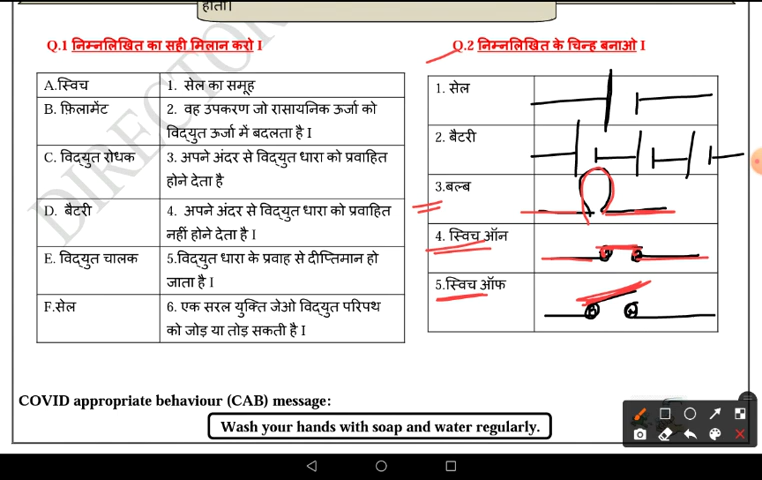 होता।
Q.1 निम्नलिखित का सही मिलान करो I
A.स्विच
1. सेल का समूह
B. फ़िलामेंट
2. वह उपकरण जो रासायनिक ऊर्जा को
विद्युत ऊर्जा में बदलता है I
C. विद्युत रोधक
3. अपने अंदर से विद्युत धारा को प्रवाहित
होने देता है
D. बैटरी
4. अपने अंदर से विद्युत धारा को प्रवाहित
नहीं होने देता है I
E. विद्युत चालक
5.विद्युत धारा के प्रवाह से दीप्तिमान हो
जाता है I
F.सेल
6. एक सरल युक्ति जेओ विद्युत परिपथ
को जोड़ या तोड़ सकती है I
Q.2 निम्नलिखित के चिन्ह बनाओ I
1. सेल
2. बैटरी
3.बल्ब
4. स्विच ऑन
5.स्विच ऑफ
DIRECTOR
COVID appropriate behaviour (CAB) message:
Wash your hands with soap and water regularly.